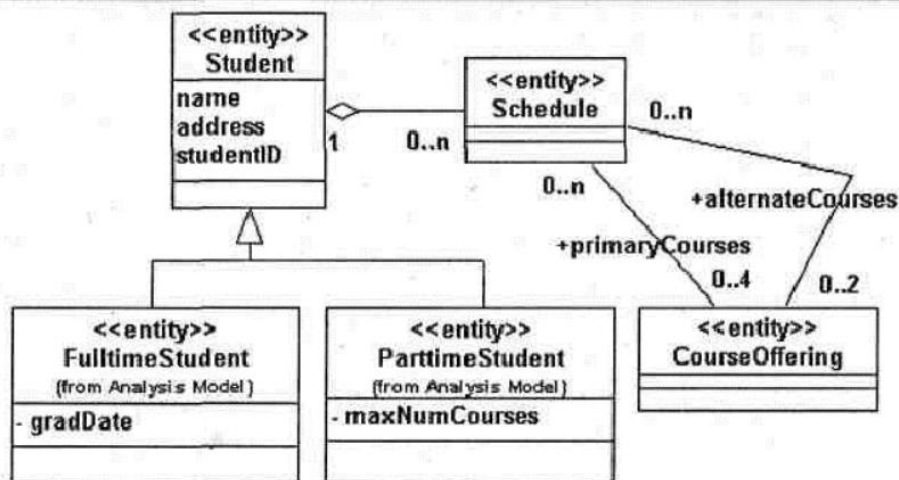 <<entity>>
Student
name
address
studentID
1
0..n
<<entity>>
Schedule
0..n
0..n
+alternateCourses
+primaryCourses
0..4
0..2
<<entity>>
FulltimeStudent
(from Analysis Model)
- gradDate
<<entity>>
ParttimeStudent
(from Analysis Model)
- maxNumCourses
<<entity>>
CourseOffering